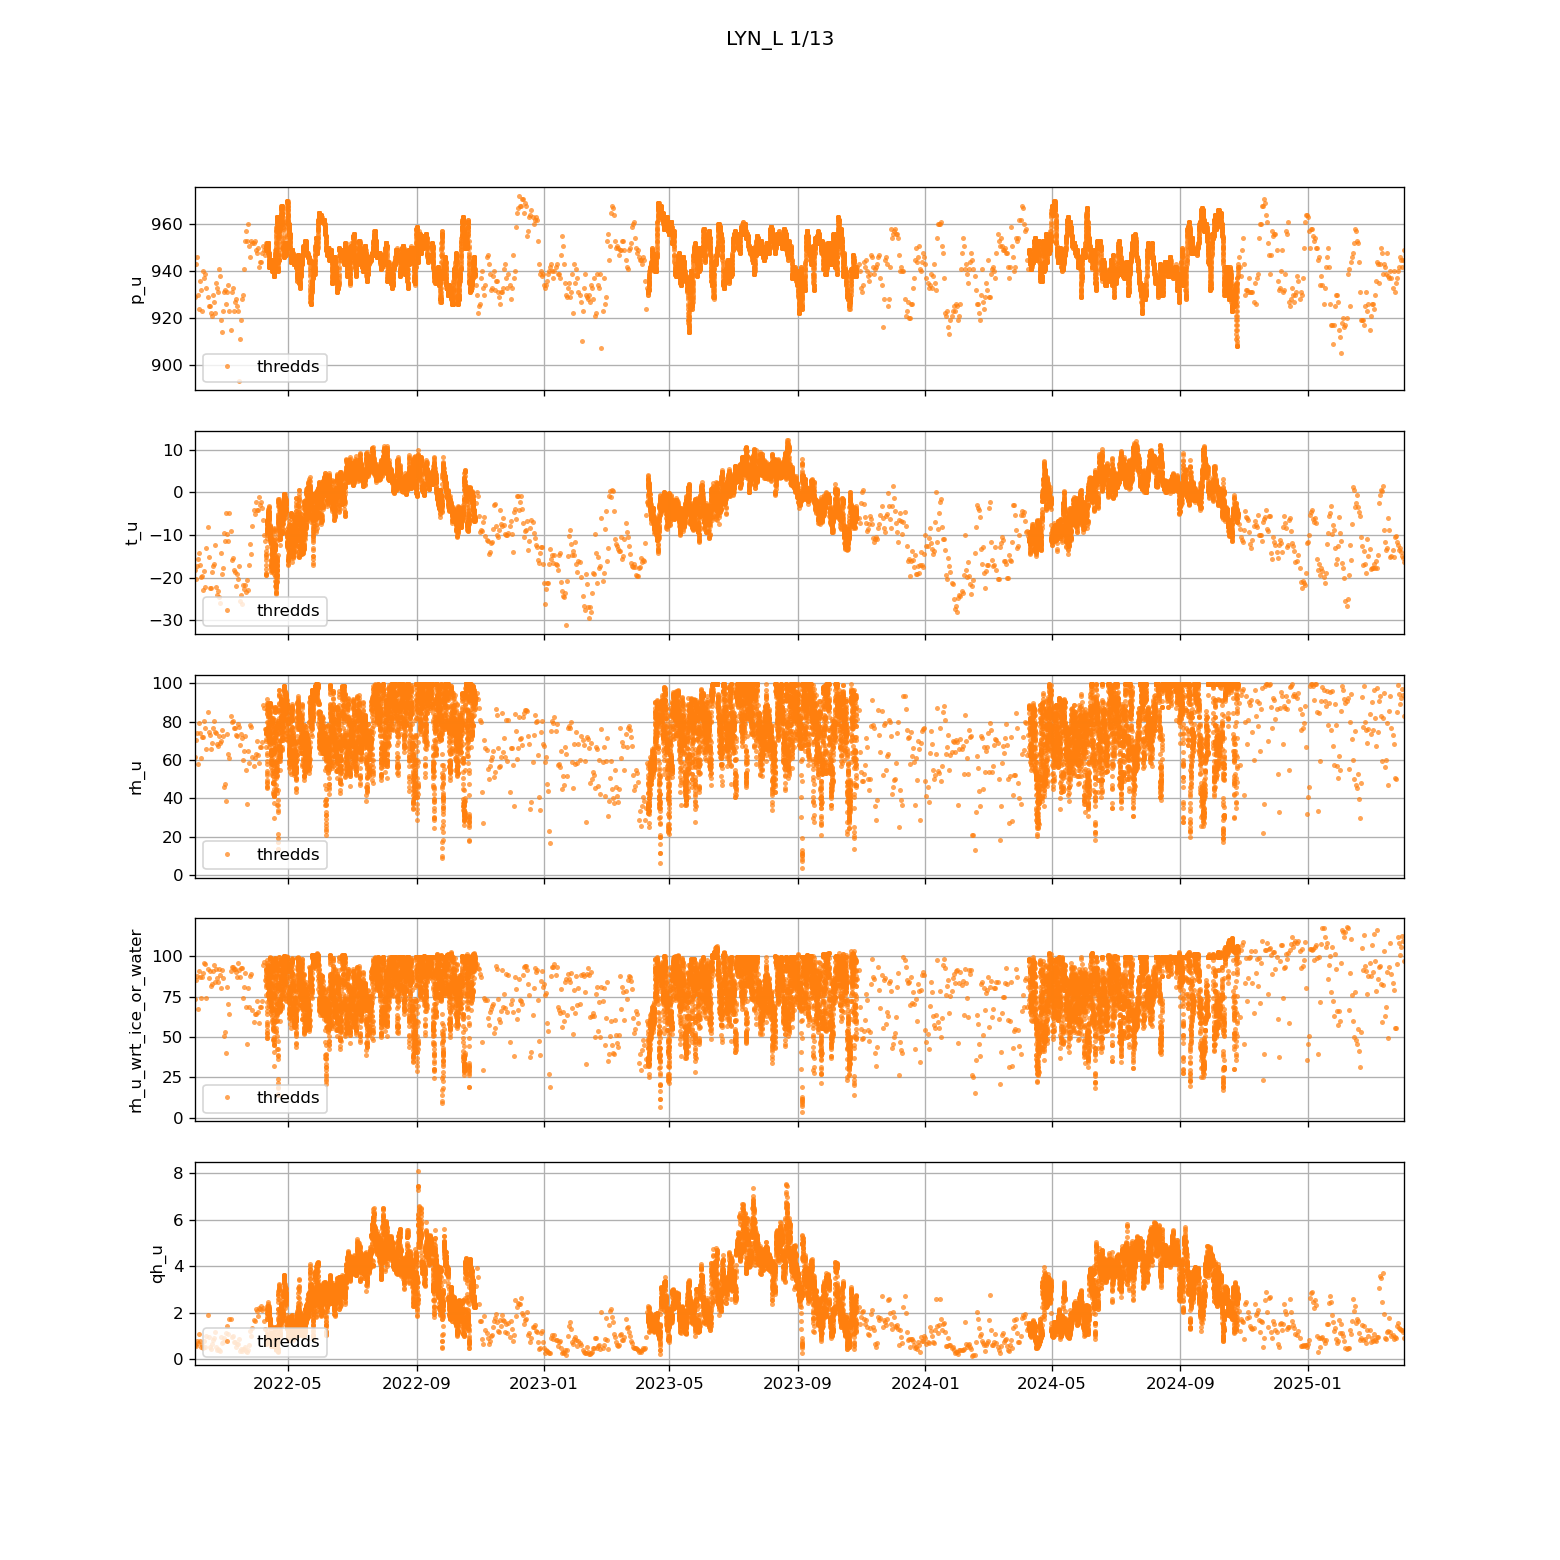 LYN_L 1/13
p_u
960
940
920
900
thredds
t_u
10
0
−10
−20
−30
thredds
rh_u
100
80
60
40
20
0
thredds
rh_u_wrt_ice_or_water
100
75
50
25
0
thredds
qh_u
8
6
4
2
0
thredds
2022-05 2022-09 2023-01 2023-05 2023-09 2024-01 2024-05 2024-09 2025-01